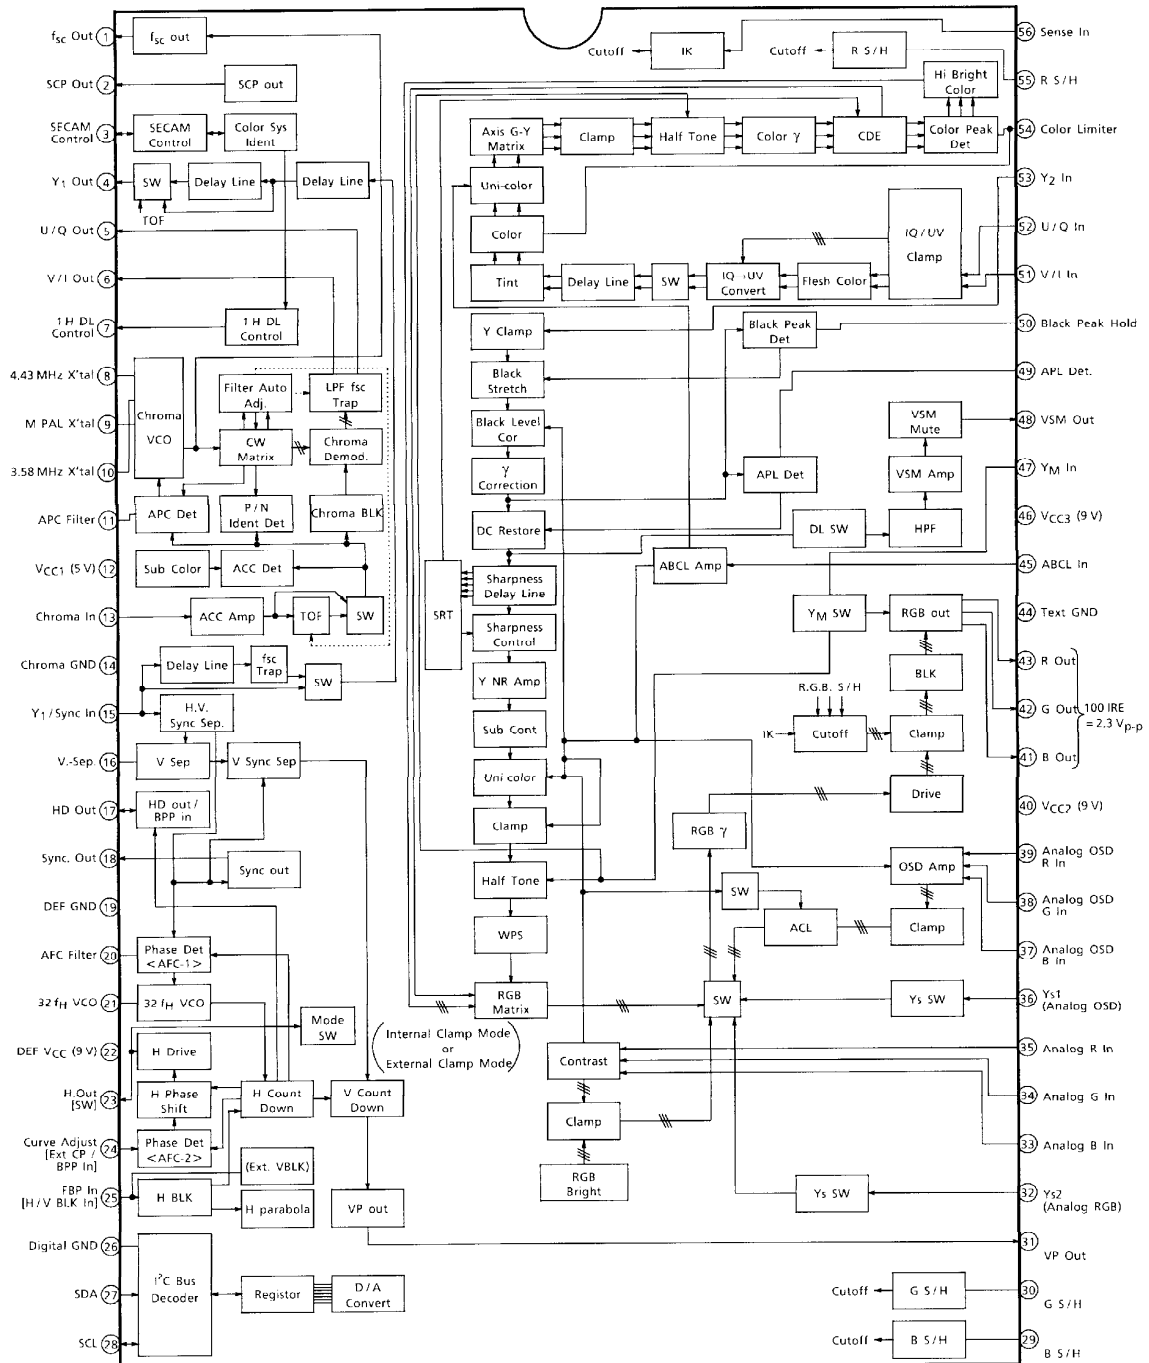 fsc Out 1
fsc out
SCP Out 2
SCP out
SECAM Control 3
SECAM Control
Color Sys Ident
Y1 Out 4
SW
Delay Line
Delay Line
TOF
U/Q Out 5
V/I Out 6
1H DL Control 7
1H DL Control
4.43 MHz X'tal 8
M PAL X'tal 9
3.58 MHz X'tal 10
Chroma VCO
Filter Auto Adj.
LPF fsc Trap
CW Matrix
Chroma Demod.
APC Filter 11
APC Det
P/N Ident Det
Chroma BLK
VCC1 (5 V) 12
Sub Color
ACC Det
Chroma In 13
ACC Amp
TOF
SW
Chroma GND 14
Delay Line
fsc Trap
SW
Y1/Sync In 15
H.V. Sync Sep.
V.-Sep. 16
V Sep
V Sync Sep
HD Out 17
HD out/ BPP in
Sync. Out 18
Sync out
DEF GND 19
AFC Filter 20
Phase Det <AFC-1>
32 fH VCO 21
32 fH VCO
Mode SW
DEF VCC (9 V) 22
H Drive
H.Out [SW] 23
H Phase Shift
H Count Down
V Count Down
Curve Adjust [Ext CP / BPP In] 24
Phase Det <AFC-2>
FBP In [H/V BLK In] 25
H BLK
(Ext. VBLK)
H parabola
VP out
Digital GND 26
SDA 27
SCL 28
I2C Bus Decoder
Registor
D/A Convert
56 Sense In
Cutoff
IK
Cutoff
R S/H
55 R S/H
Hi Bright Color
Axis G-Y Matrix
Clamp
Half Tone
Color γ
CDE
Color Peak Det
54 Color Limiter
53 Y2 In
Uni-color
Color
IQ/UV Clamp
52 U/Q In
Tint
Delay Line
SW
IQ→UV Convert
Flesh Color
51 V/I In
Y Clamp
Black Peak Det
50 Black Peak Hold
Black Stretch
49 APL Det.
Black Level Cor
VSM Mute
48 VSM Out
γ Correction
APL Det
VSM Amp
47 YM In
DC Restore
DL SW
HPF
46 VCC3 (9 V)
ABCL Amp
45 ABCL In
SRT
Sharpness Delay Line
Sharpness Control
YM SW
RGB out
44 Text GND
BLK
43 R Out
Y NR Amp
R.G.B. S/H
42 G Out
100 IRE = 2.3 Vp-p
Sub Cont
IK
Cutoff
Clamp
41 B Out
Uni color
Drive
40 VCC2 (9 V)
Clamp
RGB γ
39 Analog OSD R In
Half Tone
OSD Amp
SW
38 Analog OSD G In
WPS
ACL
Clamp
37 Analog OSD B In
RGB Matrix
SW
Ys SW
36 Ys1 (Analog OSD)
(Internal Clamp Mode
or
External Clamp Mode)
Contrast
35 Analog R In
34 Analog G In
Clamp
33 Analog B In
RGB Bright
Ys SW
32 Ys2 (Analog RGB)
31 VP Out
Cutoff
G S/H
30 G S/H
Cutoff
B S/H
29 B S/H